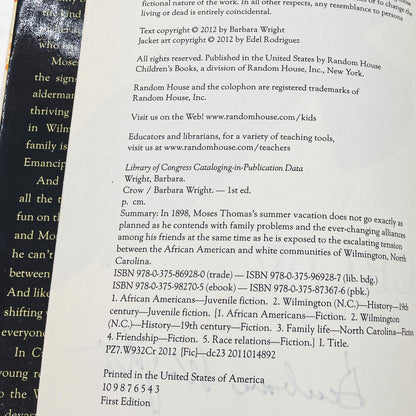 fictional nature of the work. In all other respects, any resemblance to persons
living or dead is entirely coincidental.
Text copyright © 2012 by Barbara Wright
Jacket art copyright © 2012 by Edel Rodriguez
All rights reserved. Published in the United States by Random House
Children's Books, a division of Random House, Inc., New York.
Random House and the colophon are registered trademarks of
Random House, Inc.
Visit us on the Web! www.randomhouse.com/kids
Educators and librarians, for a variety of teaching tools,
visit us at www.randomhouse.com/teachers
Library of Congress Cataloging-in-Publication Data
Wright, Barbara.
Crow / Barbara Wright. — 1st ed.
p. cm.
Summary: In 1898, Moses Thomas's summer vacation does not go exactly as
planned as he contends with family problems and the ever-changing alliances
among his friends at the same time as he is exposed to the escalating tension
between the African American and white communities of Wilmington, North
Carolina.
ISBN 978-0-375-86928-0 (trade) — ISBN 978-0-375-96928-7 (lib. bdg.)
ISBN 978-0-375-98270-5 (ebook) — ISBN 978-0-375-87367-6 (pbk.)
1. African Americans—Juvenile fiction. 2. Wilmington (N.C.)—History—19th
century—Juvenile fiction. [1. African Americans—Fiction. 2. Wilmington
(N.C.)—History—19th century—Fiction. 3. Family life—North Carolina—Fiction
4. Friendship—Fiction. 5. Race relations—Fiction.] I. Title.
PZ7.W932Cr 2012 [Fic]—dc23 2011014892
Printed in the United States of America
10 9 8 7 6 5 4 3
First Edition
who
Moses
the signs
alderman
thriving
in Wilm
family is
Emancip
And
all the t
fun on th
and Mo
he can't
between
And like
shifting
everyone
In C
young re
to the W
dev